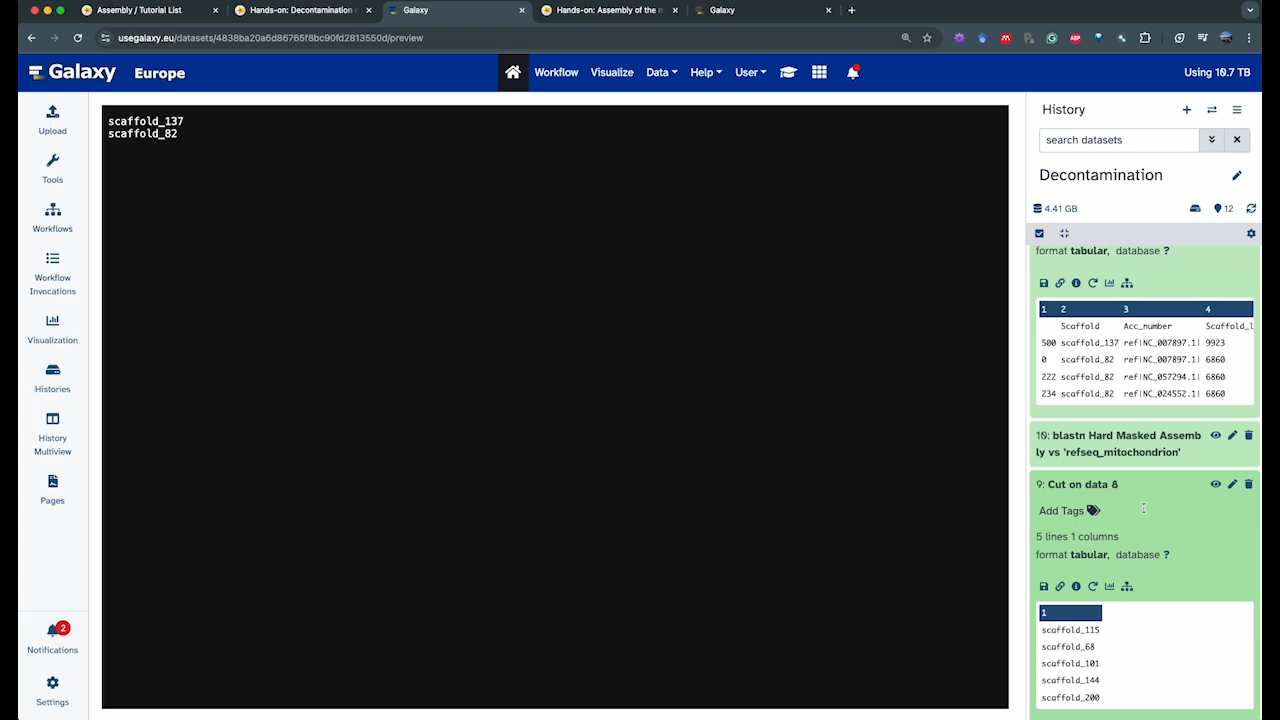 Assembly / Tutorial List
Hands-on: Decontamination
Galaxy
Hands-on: Assembly of the m
Galaxy
usegalaxy.eu/datasets/4838ba20a6d86765f8bc90fd2813550d/preview
Galaxy Europe
Workflow Visualize Data Help User
Using 10.7 TB
Upload
Tools
Workflows
Workflow
Invocations
Visualization
Histories
History
Multiview
Pages
2
Notifications
Settings
scaffold_137
scaffold_82
History
search datasets
Decontamination
4.41 GB 12
format tabular, database ?
1 2 3 4
Scaffold Acc_number Scaffold_l
500 scaffold_137 ref|NC_007897.1| 9923
0 scaffold_82 ref|NC_007897.1| 6860
222 scaffold_82 ref|NC_057294.1| 6860
234 scaffold_82 ref|NC_024552.1| 6860
10: blastn Hard Masked Assemb
ly vs 'refseq_mitochondrion'
9: Cut on data 8
Add Tags
5 lines 1 columns
format tabular, database ?
1
scaffold_115
scaffold_68
scaffold_101
scaffold_144
scaffold_200